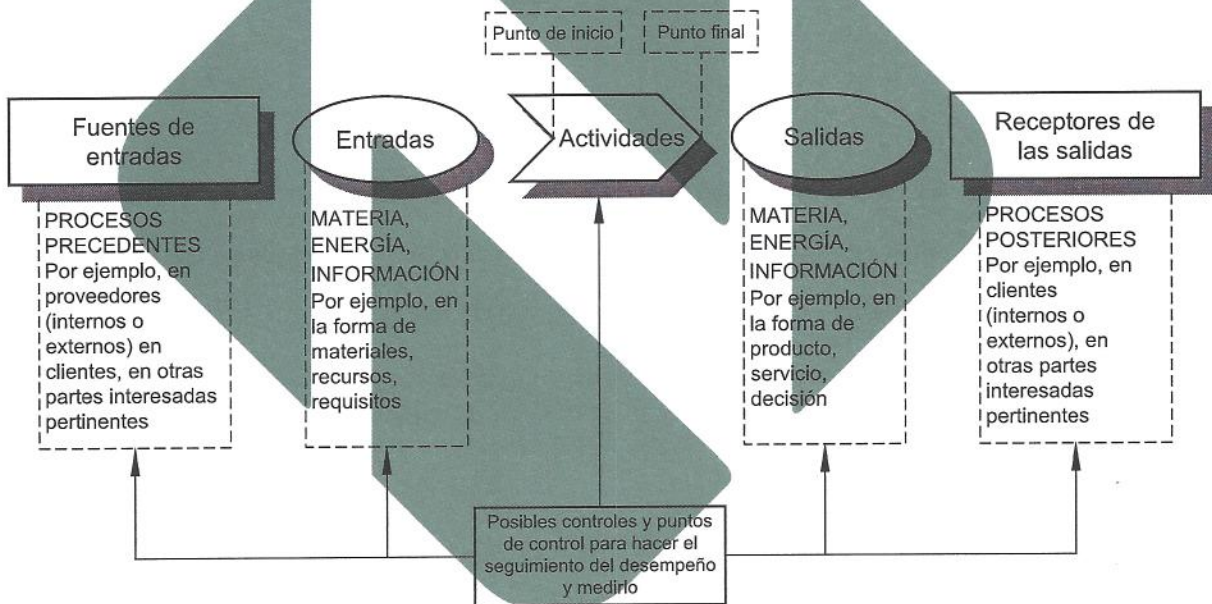 Punto de inicio
Punto final
Fuentes de
entradas
Entradas
Actividades
Salidas
Receptores de
las salidas
PROCESOS
PRECEDENTES
Por ejemplo, en
proveedores
(internos o
externos) en
clientes, en otras
partes interesadas
pertinentes
MATERIA,
ENERGÍA,
INFORMACIÓN
Por ejemplo, en
la forma de
materiales,
recursos,
requisitos
MATERIA,
ENERGÍA,
INFORMACIÓN
Por ejemplo, en
la forma de
producto,
servicio,
decisión
PROCESOS
POSTERIORES
Por ejemplo, en
clientes
(internos o
externos), en
otras partes
interesadas
pertinentes
Posibles controles y puntos
de control para hacer el
seguimiento del desempeño
y medirlo